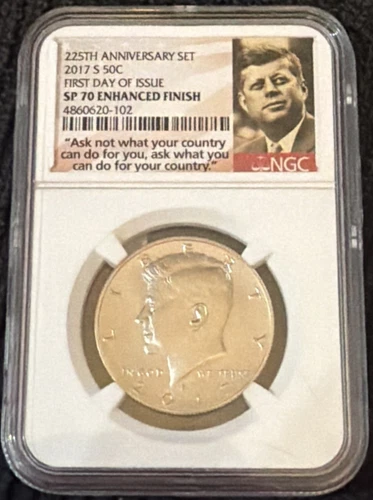 225TH ANNIVERSARY SET
2017 S 50C
FIRST DAY OF ISSUE
SP 70 ENHANCED FINISH
4860620-102
"Ask not what your country
can do for you, ask what you
can do for your country."
NGC
LIBERTY
IN GOD WE TRUST
2017